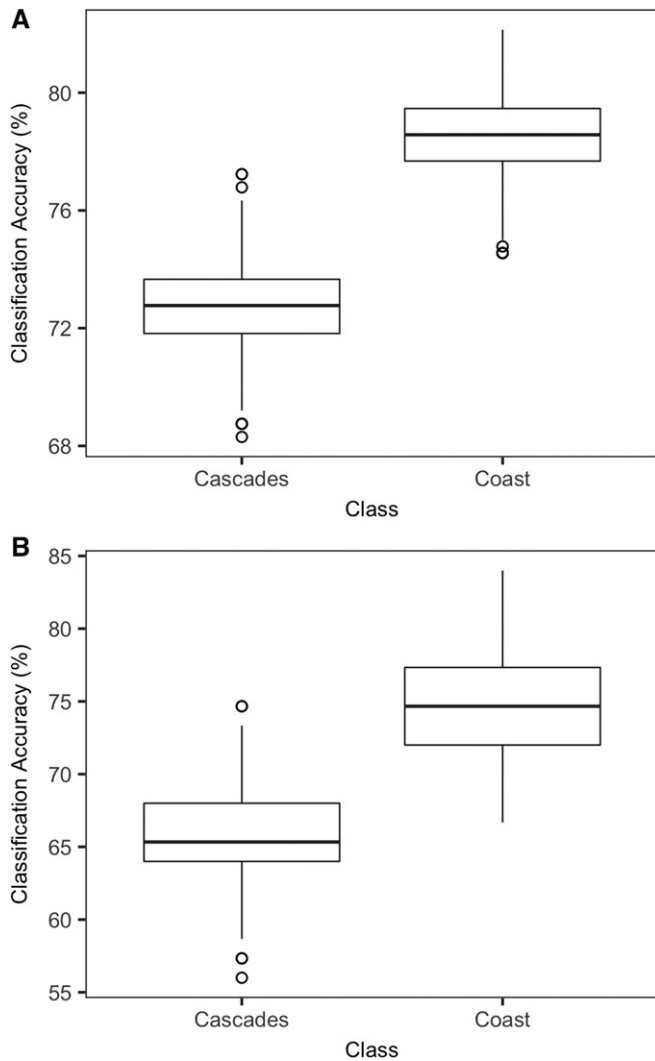 A
Classification Accuracy (%)
80
76
72
68
Cascades Coast
Class
B
Classification Accuracy (%)
85
80
75
70
65
60
55
Cascades Coast
Class